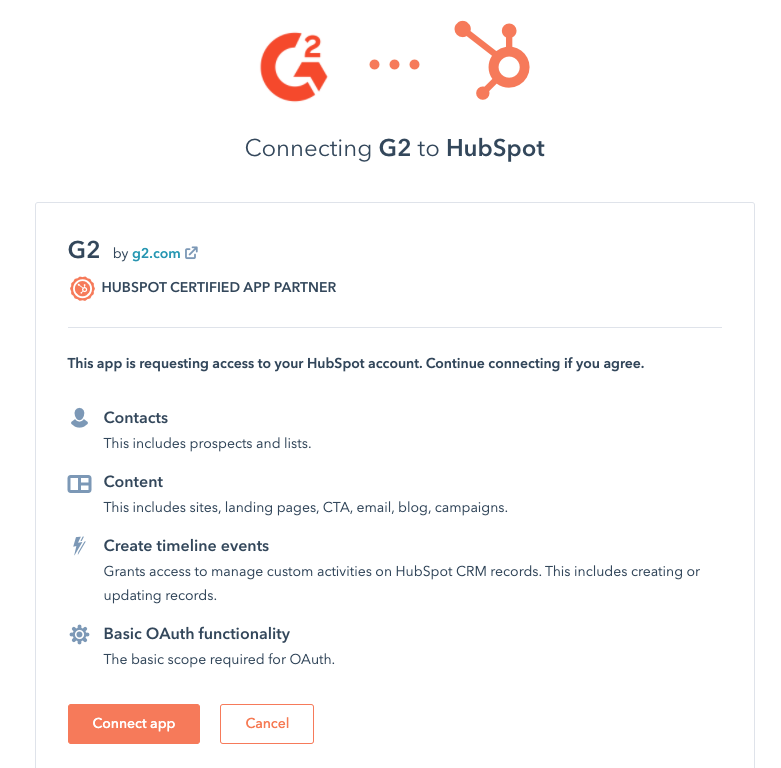 G2
Connecting G2 to HubSpot
G2 by g2.com
HUBSPOT CERTIFIED APP PARTNER
This app is requesting access to your HubSpot account. Continue connecting if you agree.
Contacts
This includes prospects and lists.
Content
This includes sites, landing pages, CTA, email, blog, campaigns.
Create timeline events
Grants access to manage custom activities on HubSpot CRM records. This includes creating or
updating records.
Basic OAuth functionality
The basic scope required for OAuth.
Connect app Cancel